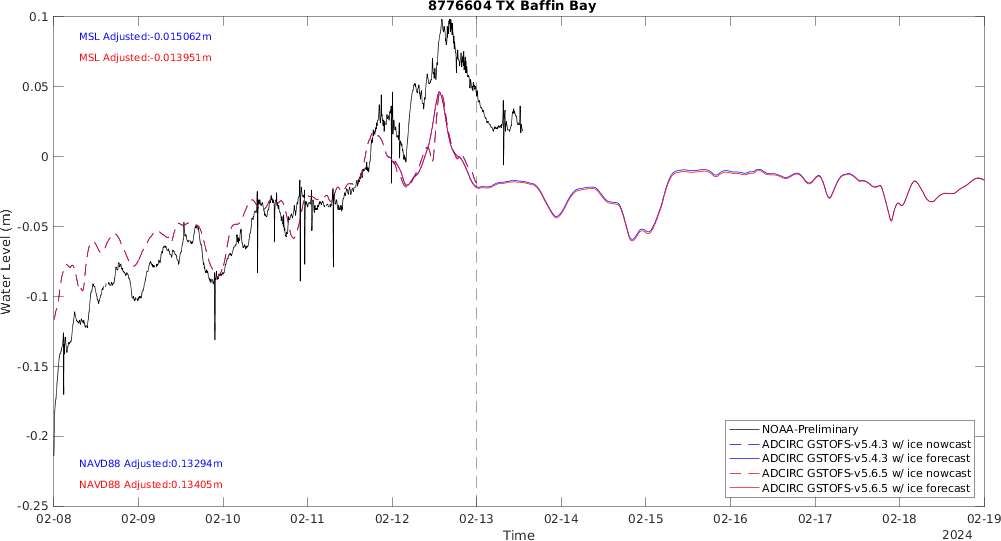 8776604 TX Baffin Bay
0.1
0.05
0
-0.05
-0.1
-0.15
-0.2
-0.25
Water Level (m)
MSL Adjusted:-0.015062m
MSL Adjusted:-0.013951m
NAVD88 Adjusted:0.13294m
NAVD88 Adjusted:0.13405m
NOAA-Preliminary
ADCIRC GSTOFS-v5.4.3 w/ ice nowcast
ADCIRC GSTOFS-v5.4.3 w/ ice forecast
ADCIRC GSTOFS-v5.6.5 w/ ice nowcast
ADCIRC GSTOFS-v5.6.5 w/ ice forecast
02-08 02-09 02-10 02-11 02-12 02-13 02-14 02-15 02-16 02-17 02-18 02-19
Time
2024